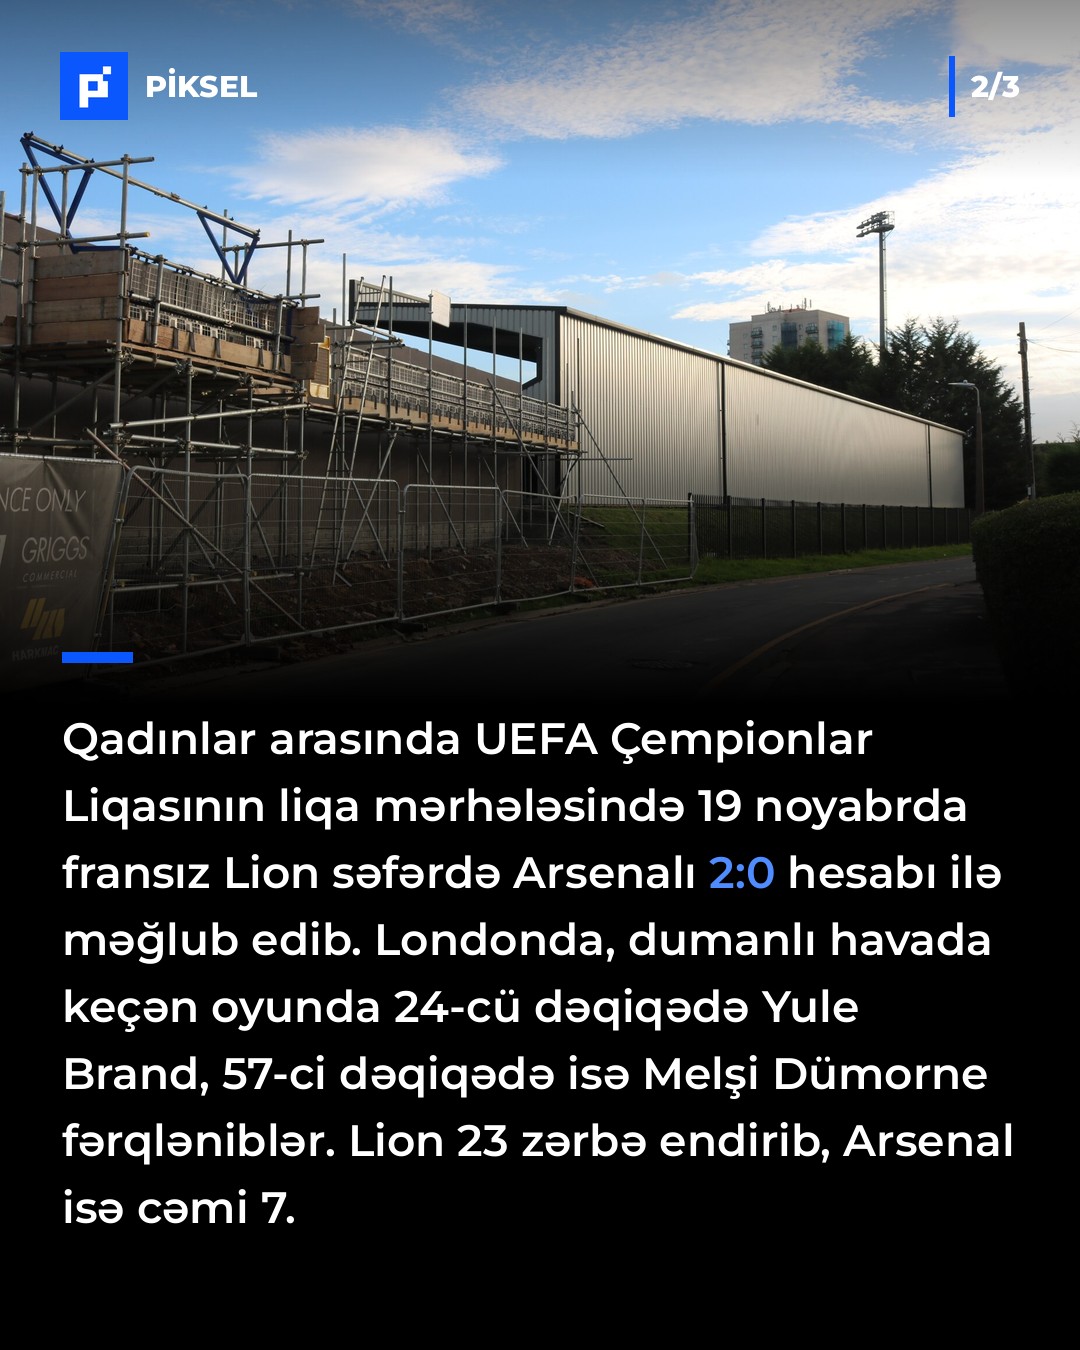 PİKSEL
2/3
NCE ONLY
GRIGGS
COMMERCIAL
HARKMAC
Qadınlar arasında UEFA Çempionlar
Liqasının liqa mərhələsində 19 noyabrda
fransız Lion səfərdə Arsenalı 2:0 hesabı ilə
məğlub edib. Londonda, dumanlı havada
keçən oyunda 24-cü dəqiqədə Yule
Brand, 57-ci dəqiqədə isə Melşi Dümorne
fərqləniblər. Lion 23 zərbə endirib, Arsenal
isə cəmi 7.